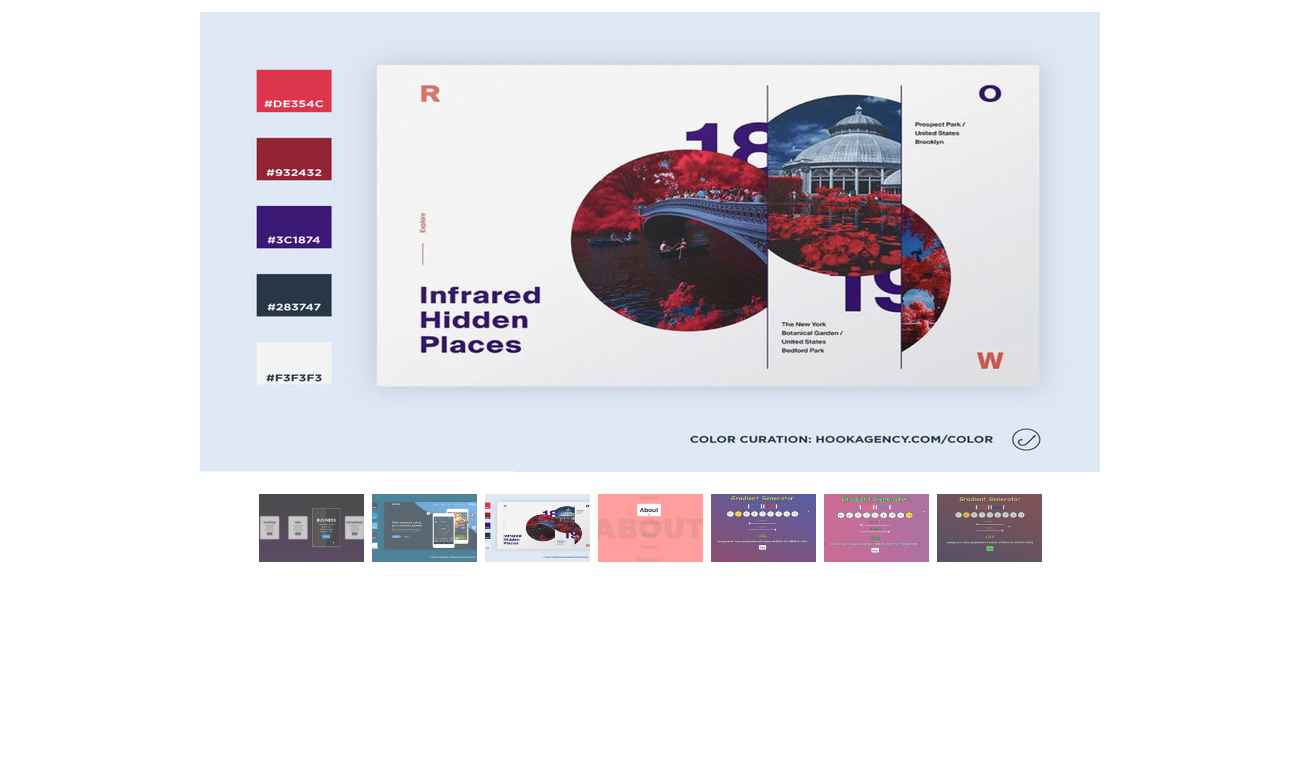 #DE354C
#932432
#3C1874
#283747
#F3F3F3
R
O
18
Prospect Park /
United States
Brooklyn
Explore
Infrared
Hidden
Places
19
The New York
Botanical Garden /
United States
Bedford Park
W
COLOR CURATION: HOOKAGENCY.COM/COLOR
BUSINESS
Infrared
Hidden
Places
18
19
About
ABOUT
Gradient Generator
Gradient Generator
Gradient Generator